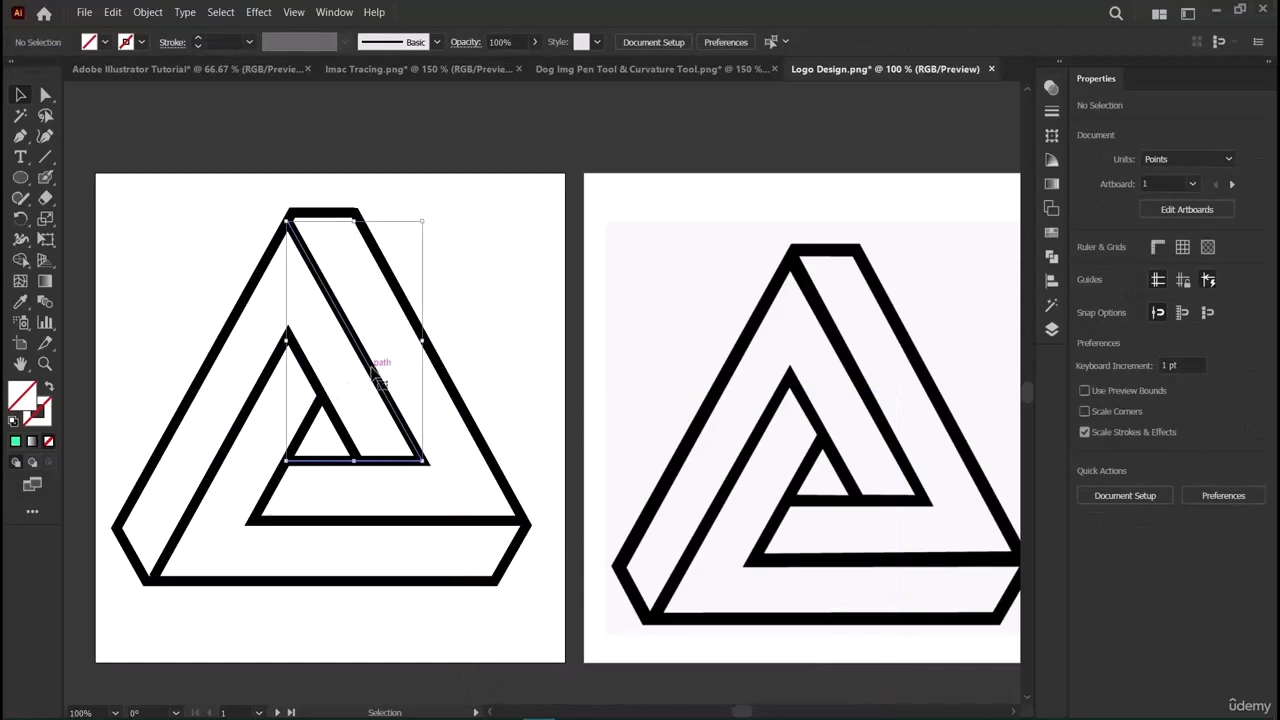 Ai File Edit Object Type Select Effect View Window Help
No Selection Stroke: Basic Opacity: 100% Style: Document Setup Preferences
Adobe Illustrator Tutorial* @ 66.67 % (RGB/Previe... × Imac Tracing.png* @ 150 % (RGB/Previe... × Dog Img Pen Tool & Curvature Tool.png* @ 150 %... × Logo Design.png* @ 100 % (RGB/Preview) ×
Properties
No Selection
Document
Units: Points
Artboard: 1
Edit Artboards
Ruler & Grids
Guides
Snap Options
Preferences
Keyboard Increment: 1 pt
path
Use Preview Bounds
Scale Corners
Scale Strokes & Effects
Quick Actions
Document Setup Preferences
100% 0° 1 Selection
ûdemy